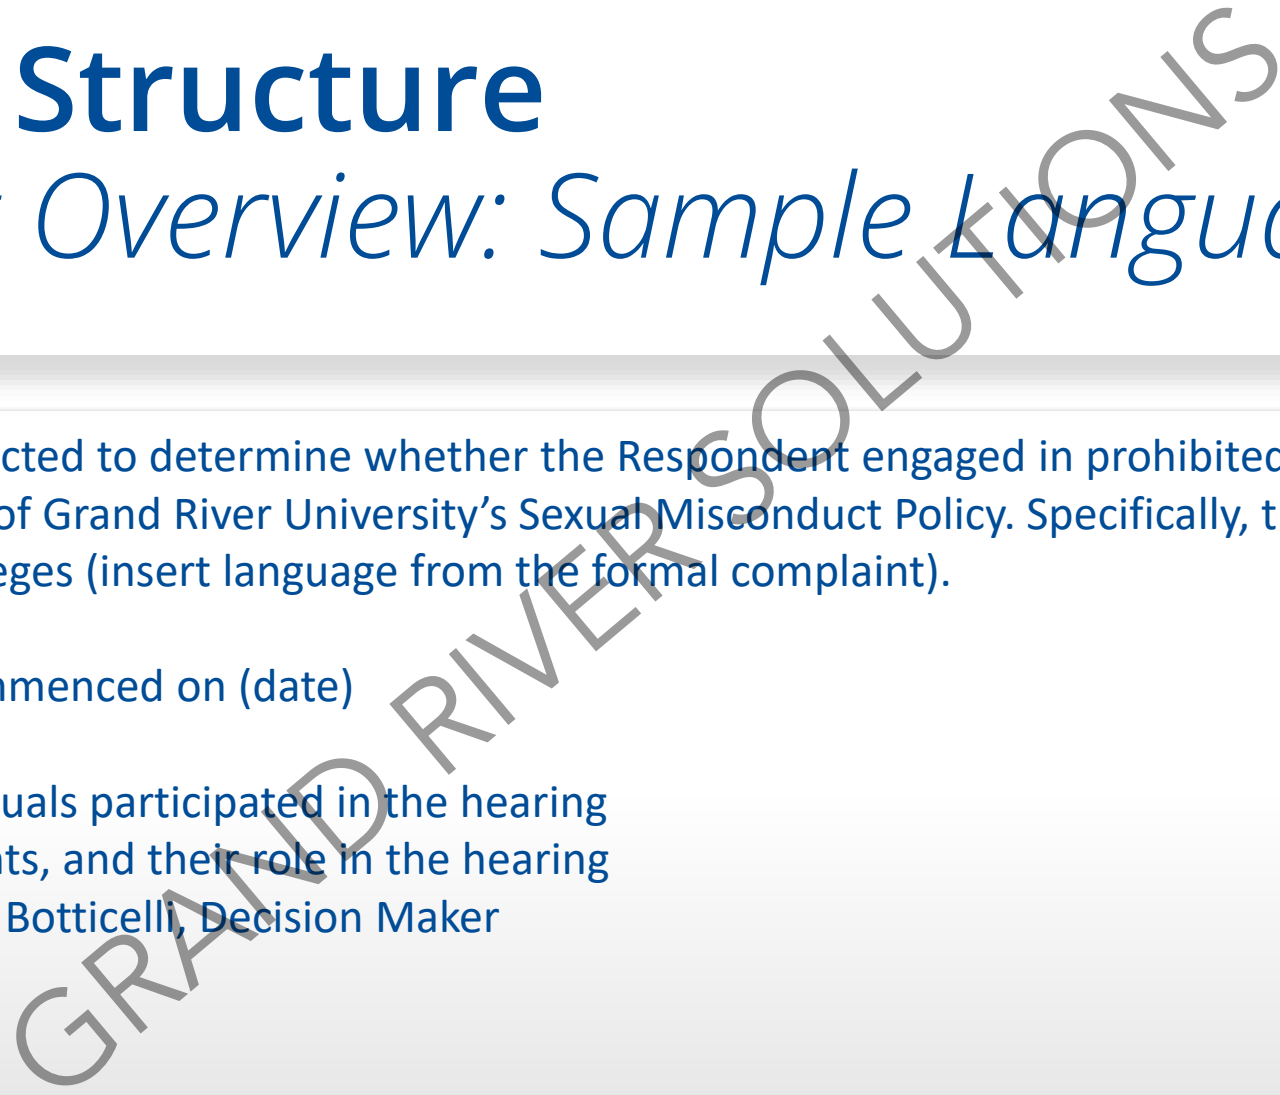 Structure
Overview: Sample Langua
cted to determine whether the Respondent engaged in prohibited
of Grand River University’s Sexual Misconduct Policy. Specifically, t
eges (insert language from the formal complaint).
nmenced on (date)
uals participated in the hearing
nts, and their role in the hearing
Botticelli, Decision Maker
GRAND RIVER SOLUTIONS